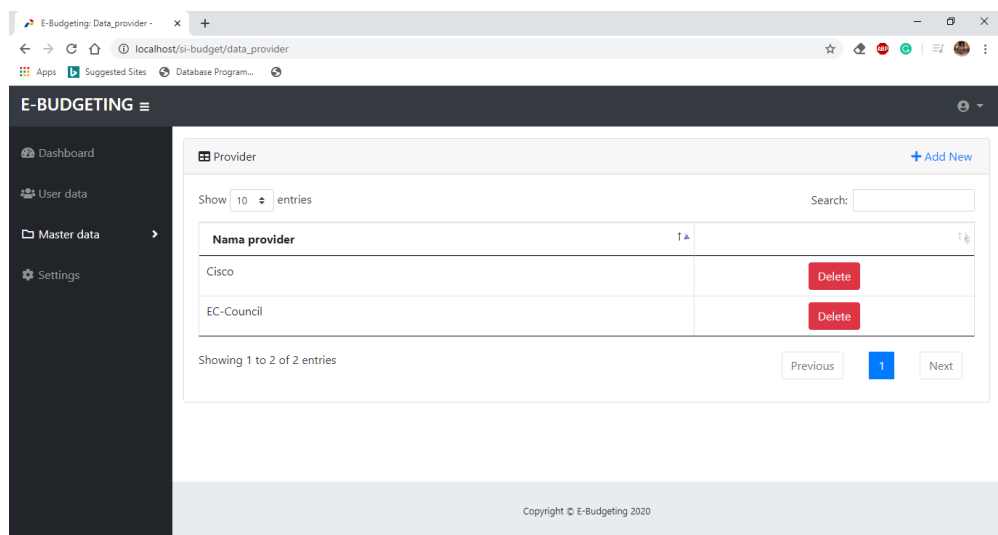 E-Budgeting: Data_provider -
localhost/si-budget/data_provider
Apps Suggested Sites Database Program...
E-BUDGETING
Dashboard
User data
Master data
Settings
Provider Add New
Show 10 entries Search:
Nama provider
Cisco Delete
EC-Council Delete
Showing 1 to 2 of 2 entries Previous 1 Next
Copyright © E-Budgeting 2020